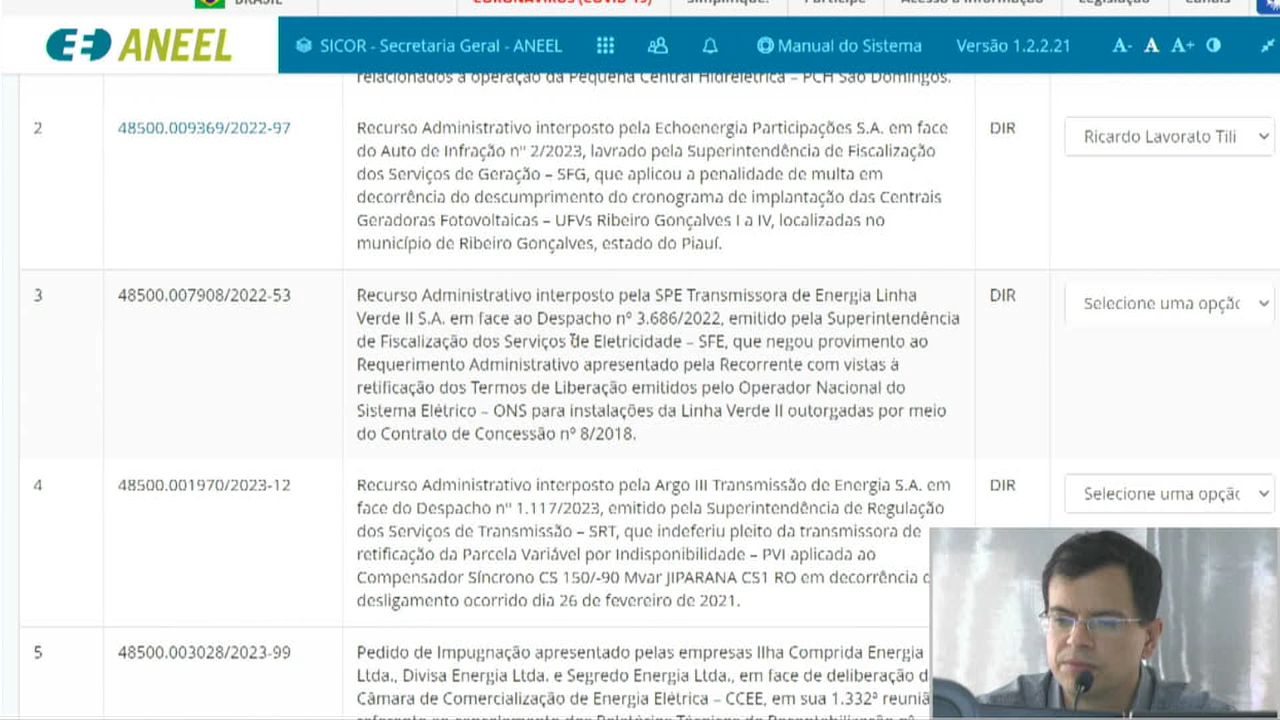 BRASIL
CORONAVÍRUS (COVID-19)
Simplifique!
Participe
Acesso à informação
Legislação
Canais
ANEEL
SICOR - Secretaria Geral - ANEEL
Manual do Sistema
Versão 1.2.2.21
A- A A+
relacionados à operação da Pequena Central Hidrelétrica – PCH São Domingos.
2
48500.009369/2022-97
Recurso Administrativo interposto pela Echoenergia Participações S.A. em face
do Auto de Infração nº 2/2023, lavrado pela Superintendência de Fiscalização
dos Serviços de Geração – SFG, que aplicou a penalidade de multa em
decorrência do descumprimento do cronograma de implantação das Centrais
Geradoras Fotovoltaicas – UFVs Ribeiro Gonçalves I a IV, localizadas no
município de Ribeiro Gonçalves, estado do Piauí.
DIR
Ricardo Lavorato Tili
3
48500.007908/2022-53
Recurso Administrativo interposto pela SPE Transmissora de Energia Linha
Verde II S.A. em face ao Despacho nº 3.686/2022, emitido pela Superintendência
de Fiscalização dos Serviços de Eletricidade – SFE, que negou provimento ao
Requerimento Administrativo apresentado pela Recorrente com vistas à
retificação dos Termos de Liberação emitidos pelo Operador Nacional do
Sistema Elétrico – ONS para instalações da Linha Verde II outorgadas por meio
do Contrato de Concessão nº 8/2018.
DIR
Selecione uma opçã
4
48500.001970/2023-12
Recurso Administrativo interposto pela Argo III Transmissão de Energia S.A. em
face do Despacho nº 1.117/2023, emitido pela Superintendência de Regulação
dos Serviços de Transmissão – SRT, que indeferiu pleito da transmissora de
retificação da Parcela Variável por Indisponibilidade – PVI aplicada ao
Compensador Síncrono CS 150/-90 Mvar JIPARANA CS1 RO em decorrência
desligamento ocorrido dia 26 de fevereiro de 2021.
DIR
Selecione uma opçã
5
48500.003028/2023-99
Pedido de Impugnação apresentado pelas empresas Ilha Comprida Energia
Ltda., Divisa Energia Ltda. e Segredo Energia Ltda., em face de deliberação d
Câmara de Comercialização de Energia Elétrica – CCEE, em sua 1.332ª reuniã